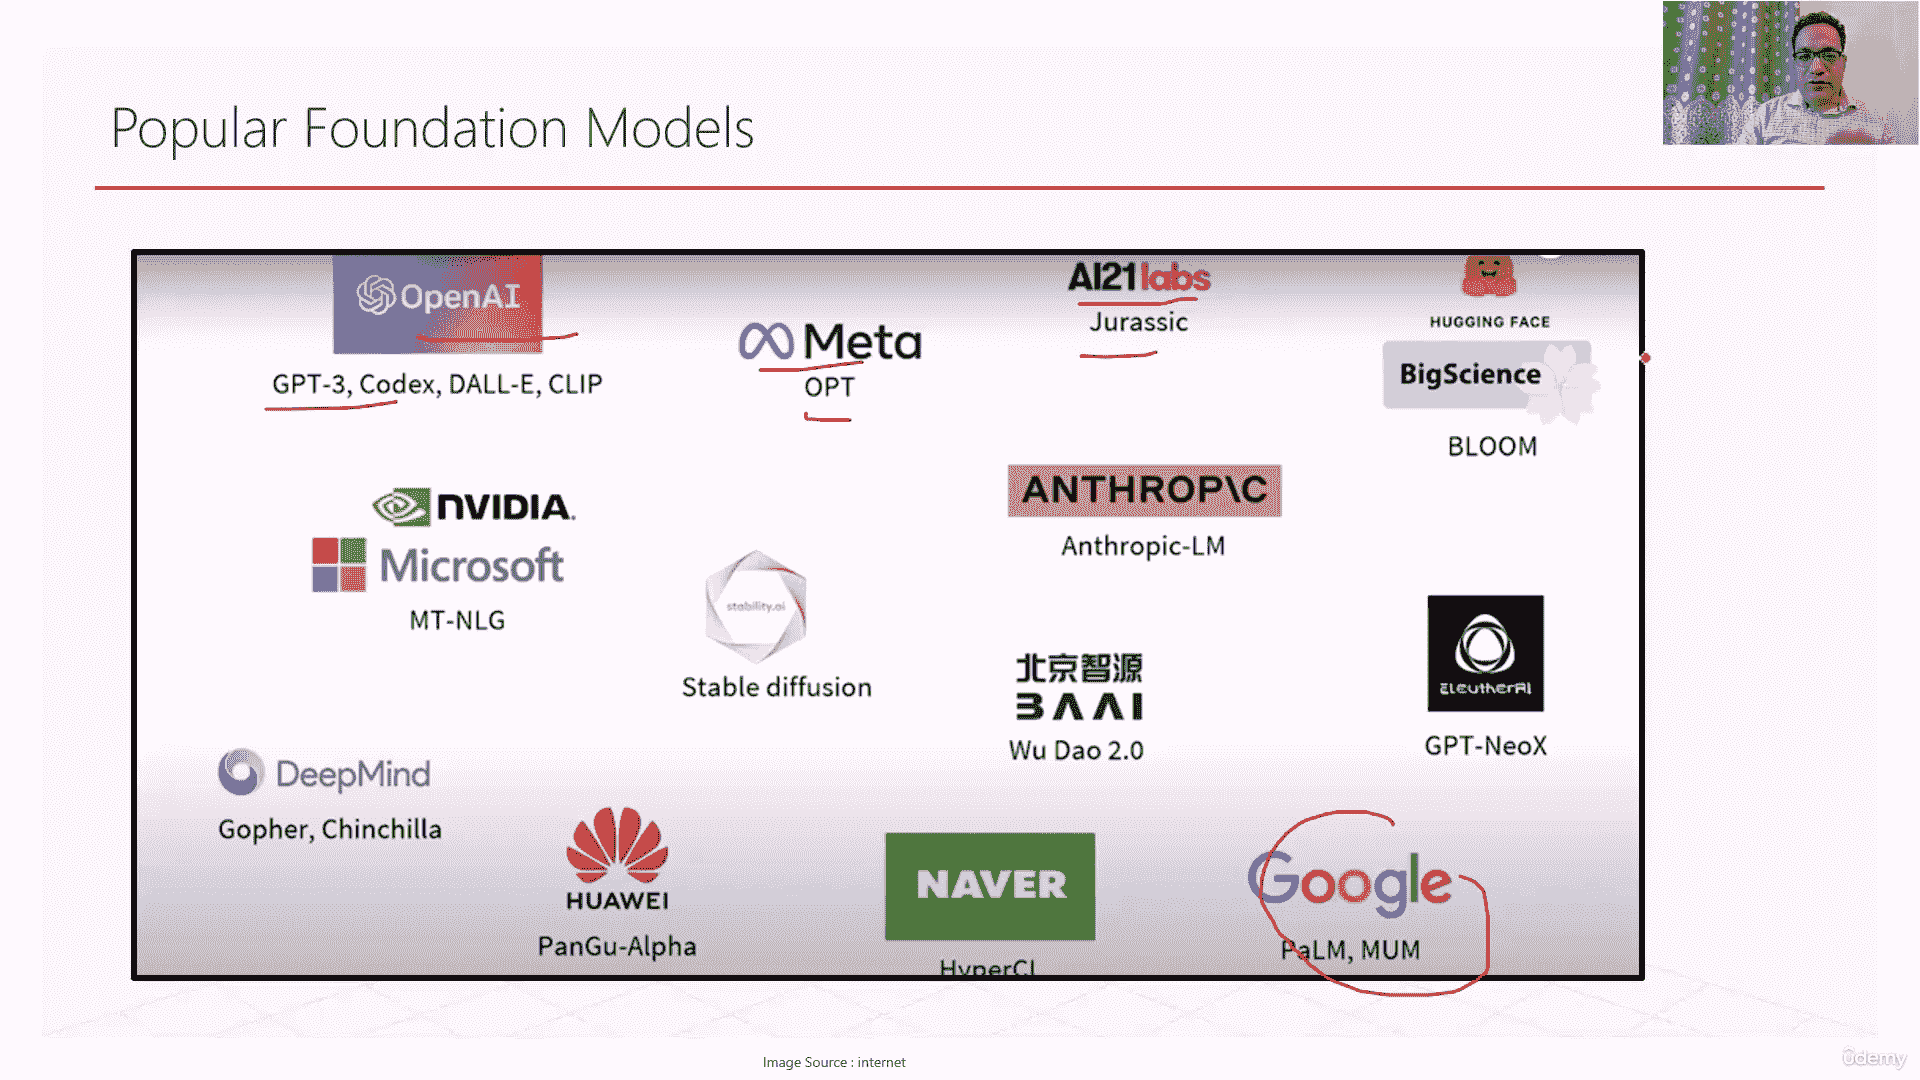 Popular Foundation Models
OpenAI
GPT-3, Codex, DALL-E, CLIP
Meta
OPT
AI21labs
Jurassic
HUGGING FACE
BigScience
BLOOM
NVIDIA.
Microsoft
MT-NLG
stability.ai
Stable diffusion
ANTHROP\C
Anthropic-LM
北京智源
BAAI
Wu Dao 2.0
EleutherAI
GPT-NeoX
DeepMind
Gopher, Chinchilla
HUAWEI
PanGu-Alpha
NAVER
HyperCL
Google
PaLM, MUM
Image Source : internet
ûdemy